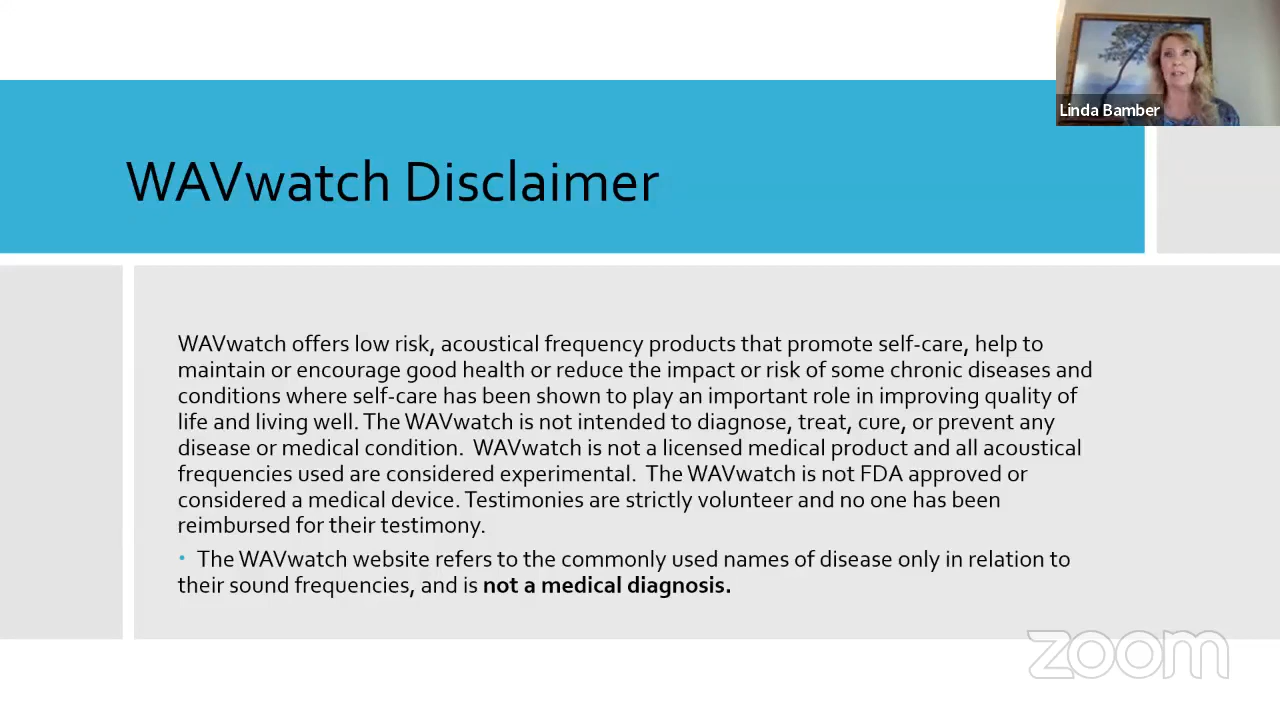 Linda Bamber
WAVwatch Disclaimer
WAVwatch offers low risk, acoustical frequency products that promote self-care, help to
maintain or encourage good health or reduce the impact or risk of some chronic diseases and
conditions where self-care has been shown to play an important role in improving quality of
life and living well. The WAVwatch is not intended to diagnose, treat, cure, or prevent any
disease or medical condition.  WAVwatch is not a licensed medical product and all acoustical
frequencies used are considered experimental.  The WAVwatch is not FDA approved or
considered a medical device. Testimonies are strictly volunteer and no one has been
reimbursed for their testimony.
• The WAVwatch website refers to the commonly used names of disease only in relation to
their sound frequencies, and is not a medical diagnosis.
zoom